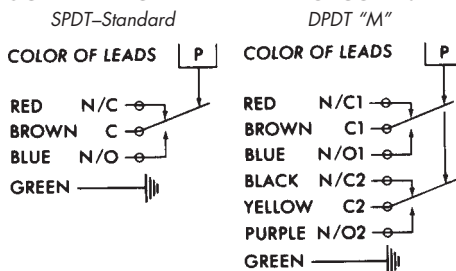 SPDT–Standard
COLOR OF LEADS P
RED N/C
BROWN C
BLUE N/O
GREEN
DPDT “M”
COLOR OF LEADS P
RED N/C1
BROWN C1
BLUE N/O1
BLACK N/C2
YELLOW C2
PURPLE N/O2
GREEN